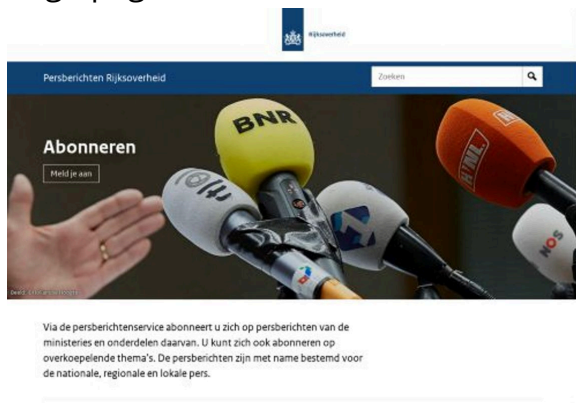 Rijksoverheid
Persberichten Rijksoverheid
Zoeken
Abonneren
Meld je aan
BNR
rtl
NOS
Via de persberichtenservice abonneert u zich op persberichten van de
ministeries en onderdelen daarvan. U kunt zich ook abonneren op
overkoepelende thema's. De persberichten zijn met name bestemd voor
de nationale, regionale en lokale pers.